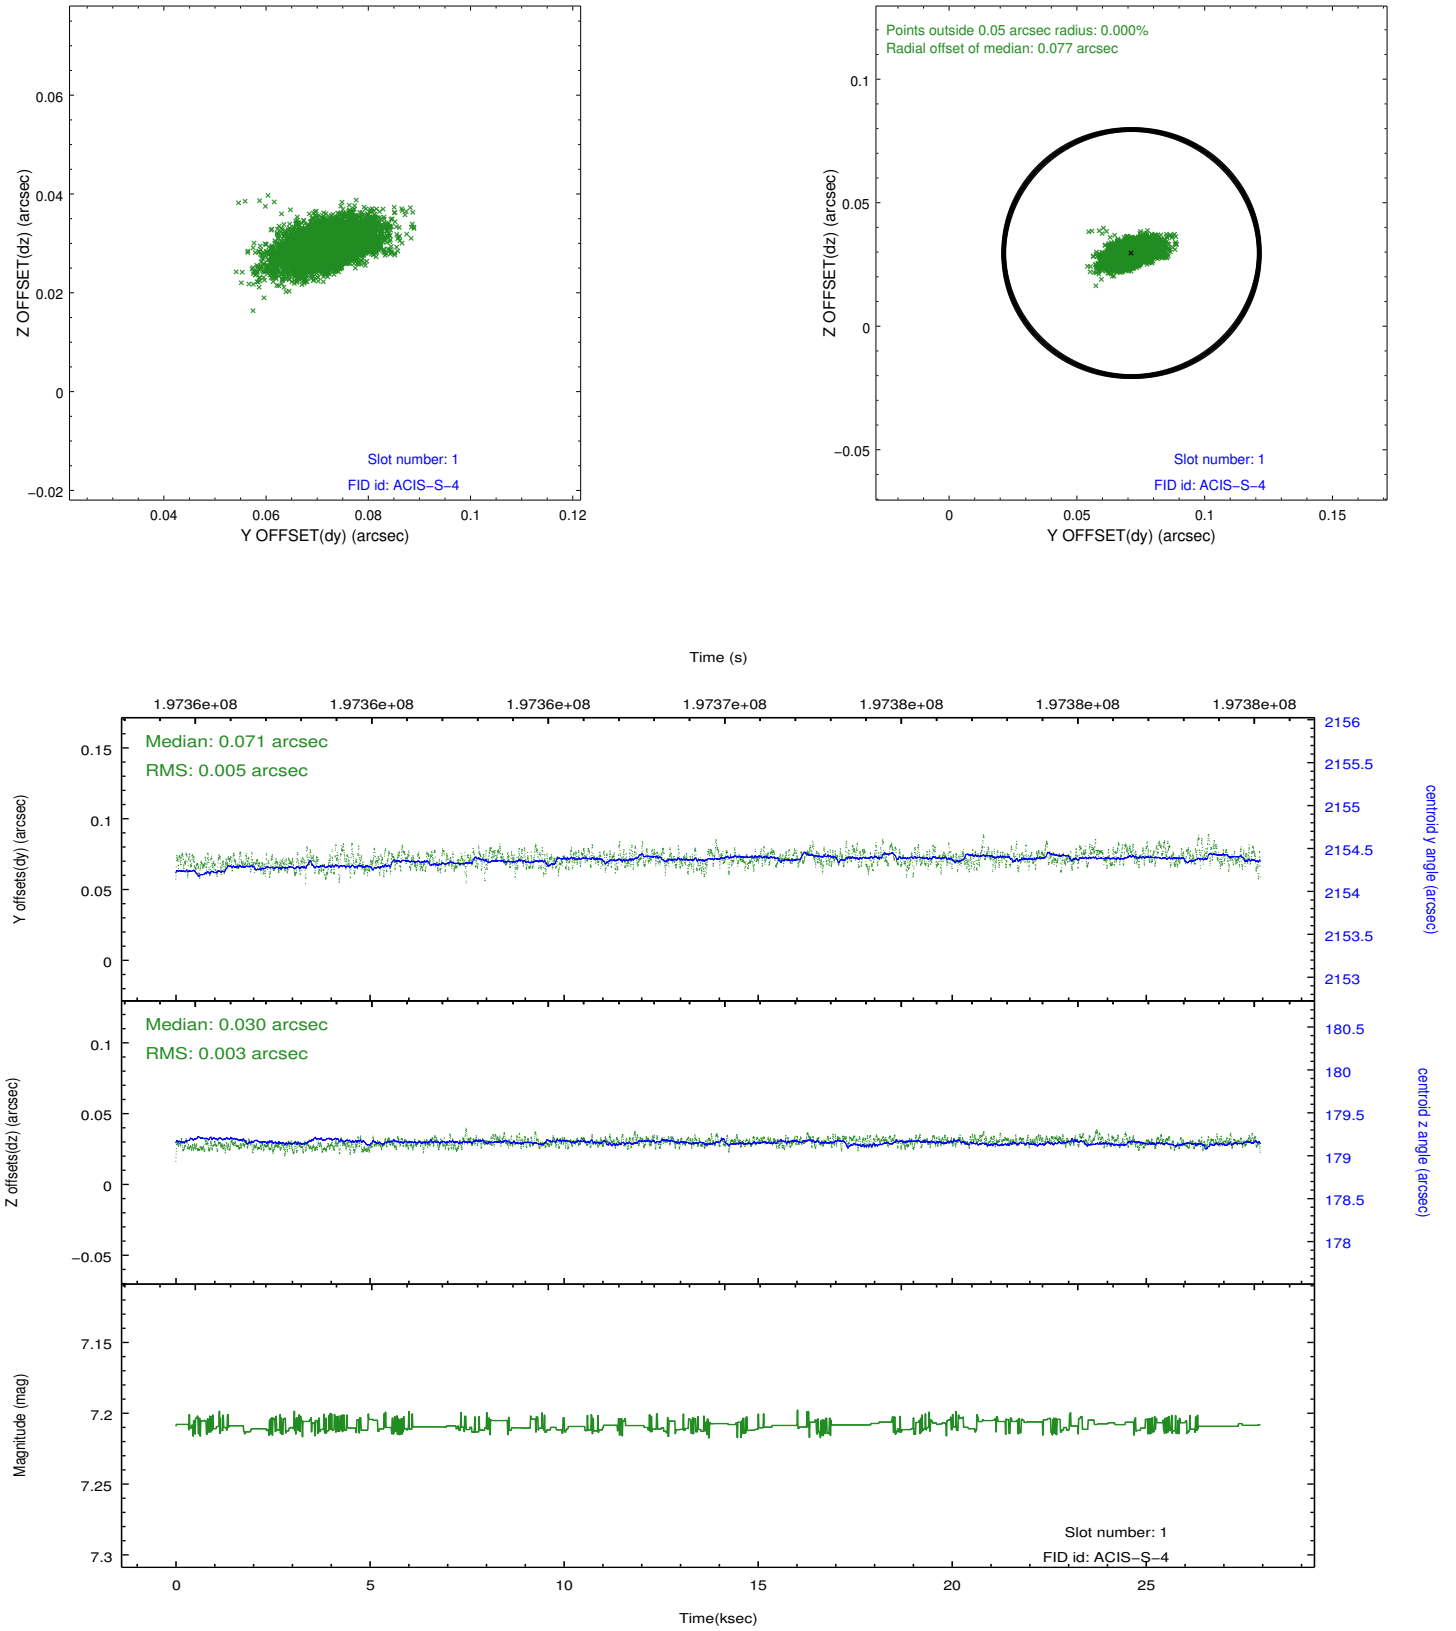 0.06
0.04
0.02
0
−0.02
Z OFFSET(dz) (arcsec)
Slot number: 1
FID id: ACIS−S−4
0.04
0.06
0.08
0.1
0.12
Y OFFSET(dy) (arcsec)
Points outside 0.05 arcsec radius: 0.000%
Radial offset of median: 0.077 arcsec
0.1
0.05
0
−0.05
Z OFFSET(dz) (arcsec)
Slot number: 1
FID id: ACIS−S−4
0
0.05
0.1
0.15
Y OFFSET(dy) (arcsec)
Time (s)
1.9736e+08
1.9736e+08
1.9736e+08
1.9737e+08
1.9738e+08
1.9738e+08
1.9738e+08
Median: 0.071 arcsec
RMS: 0.005 arcsec
0.15
0.1
0.05
0
Y offsets(dy) (arcsec)
2156
2155.5
2155
2154.5
2154
2153.5
2153
centroid y angle (arcsec)
Median: 0.030 arcsec
RMS: 0.003 arcsec
0.1
0.05
0
−0.05
Z offsets(dz) (arcsec)
180.5
180
179.5
179
178.5
178
centroid z angle (arcsec)
7.15
7.2
7.25
7.3
Magnitude (mag)
Slot number: 1
FID id: ACIS−S−4
0
5
10
15
20
25
Time(ksec)